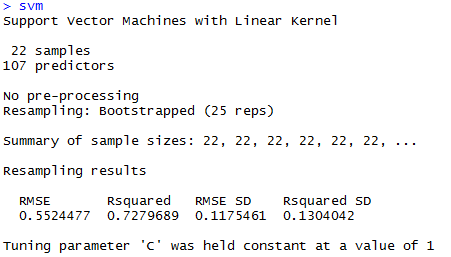 > svm
Support Vector Machines with Linear Kernel
22 samples
107 predictors
No pre-processing
Resampling: Bootstrapped (25 reps)
Summary of sample sizes: 22, 22, 22, 22, 22, 22, ...
Resampling results
RMSE Rsquared RMSE SD Rsquared SD
0.5524477 0.7279689 0.1175461 0.1304042
Tuning parameter 'C' was held constant at a value of 1